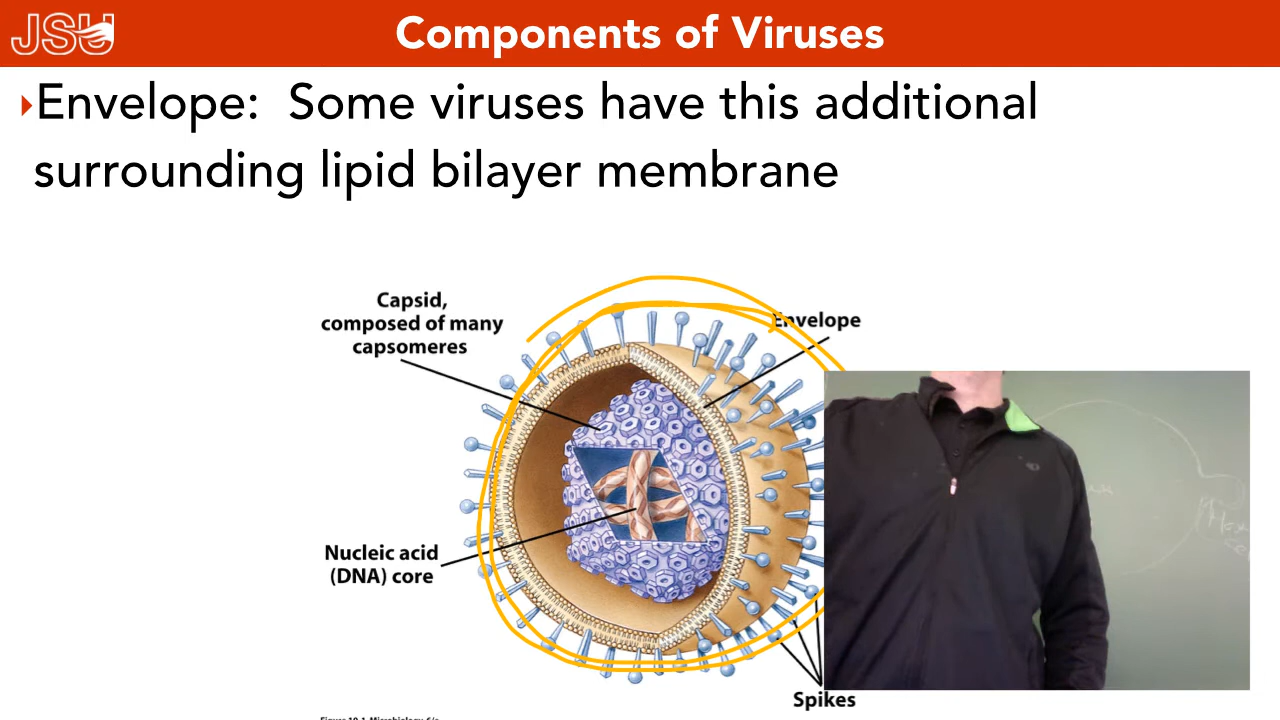 JSU
Components of Viruses
Envelope: Some viruses have this additional
surrounding lipid bilayer membrane
Capsid,
composed of many
capsomeres
Envelope
Nucleic acid
(DNA) core
Spikes